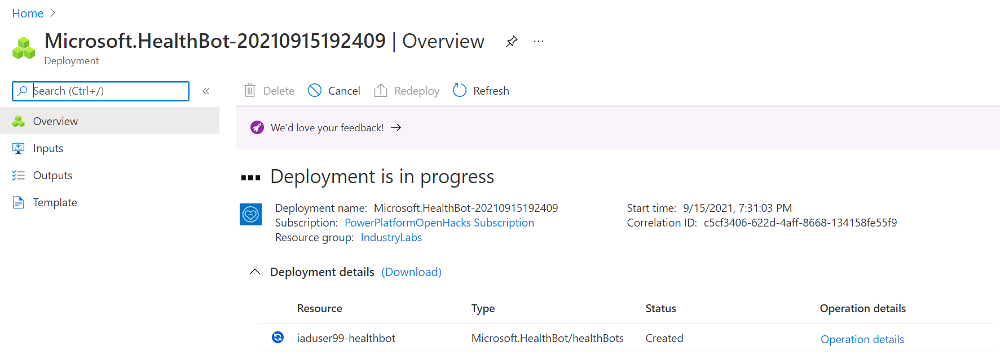 Home
Microsoft.HealthBot-20210915192409 | Overview
Deployment
Search (Ctrl+/)
Delete Cancel Redeploy Refresh
Overview
Inputs
Outputs
Template
We'd love your feedback!
Deployment is in progress
Deployment name: Microsoft.HealthBot-20210915192409
Subscription: PowerPlatformOpenHacks Subscription
Resource group: IndustryLabs
Start time: 9/15/2021, 7:31:03 PM
Correlation ID: c5cf3406-622d-4aff-8668-134158fe55f9
Deployment details (Download)
Resource Type Status Operation details
iaduser99-healthbot Microsoft.HealthBot/healthBots Created Operation details